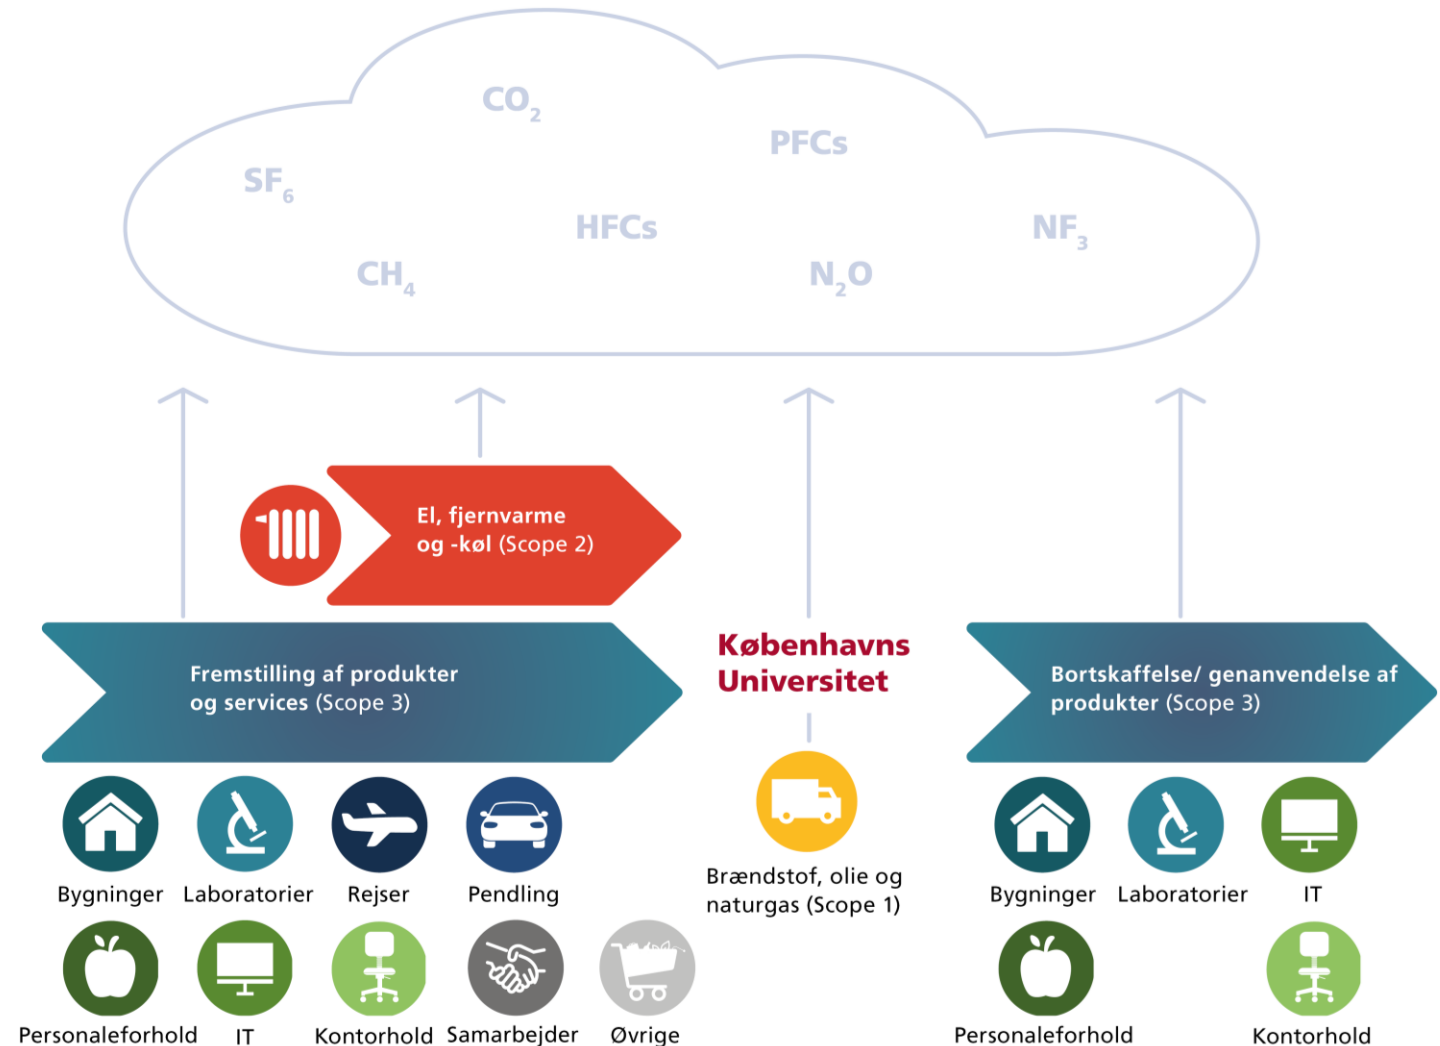 CO₂
PFCs
SF₆
HFCs
NF₃
CH₄
N₂O
El, fjernvarme
og -køl (Scope 2)
Fremstilling af produkter
og services (Scope 3)
Københavns
Universitet
Bortskaffelse/ genanvendelse af
produkter (Scope 3)
Bygninger
Laboratorier
Rejser
Pendling
Personaleforhold
IT
Kontorhold
Samarbejder
Øvrige
Brændstof, olie og
naturgas (Scope 1)
Bygninger
Laboratorier
IT
Personaleforhold
Kontorhold